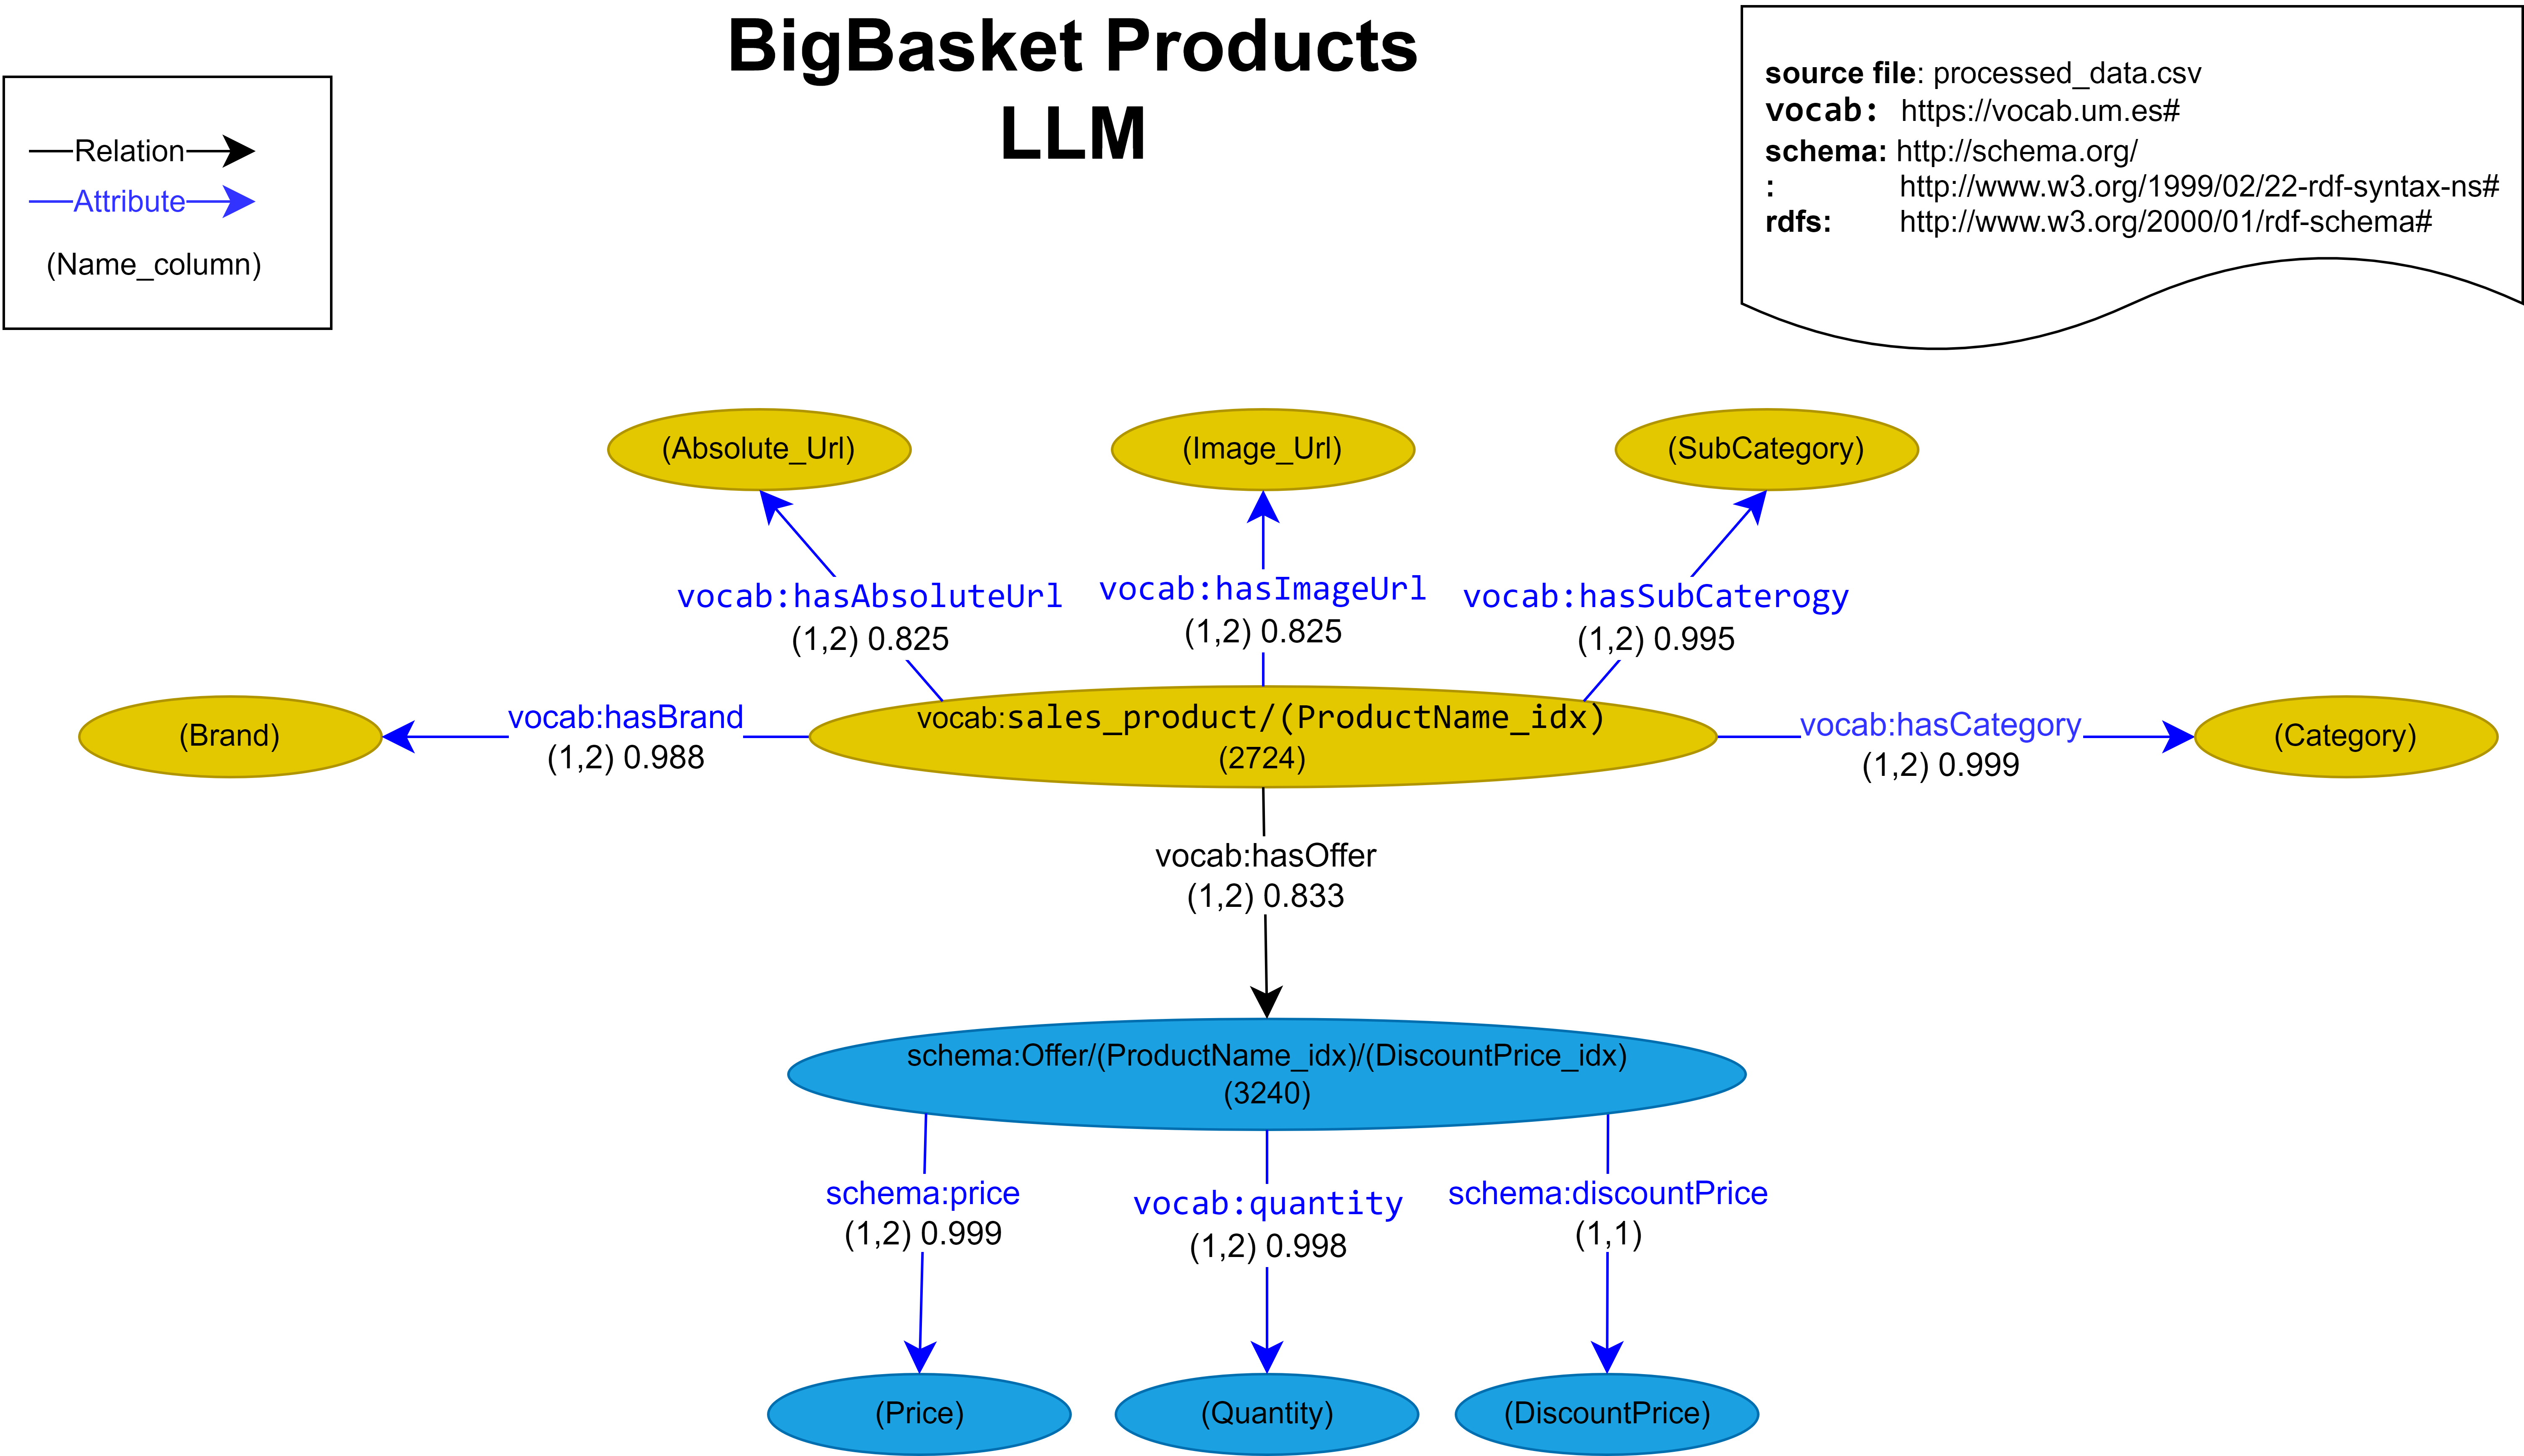 BigBasket Products
LLM
Relation
Attribute
(Name_column)
source file: processed_data.csv
vocab: https://vocab.um.es#
schema: http://schema.org/
: http://www.w3.org/1999/02/22-rdf-syntax-ns#
rdfs: http://www.w3.org/2000/01/rdf-schema#
(Absolute_Url)
(Image_Url)
(SubCategory)
vocab:hasAbsoluteUrl
(1,2) 0.825
vocab:hasImageUrl
(1,2) 0.825
vocab:hasSubCaterogy
(1,2) 0.995
(Brand)
vocab:hasBrand
(1,2) 0.988
vocab:sales_product/(ProductName_idx)
(2724)
vocab:hasCategory
(1,2) 0.999
(Category)
vocab:hasOffer
(1,2) 0.833
schema:Offer/(ProductName_idx)/(DiscountPrice_idx)
(3240)
schema:price
(1,2) 0.999
vocab:quantity
(1,2) 0.998
schema:discountPrice
(1,1)
(Price)
(Quantity)
(DiscountPrice)